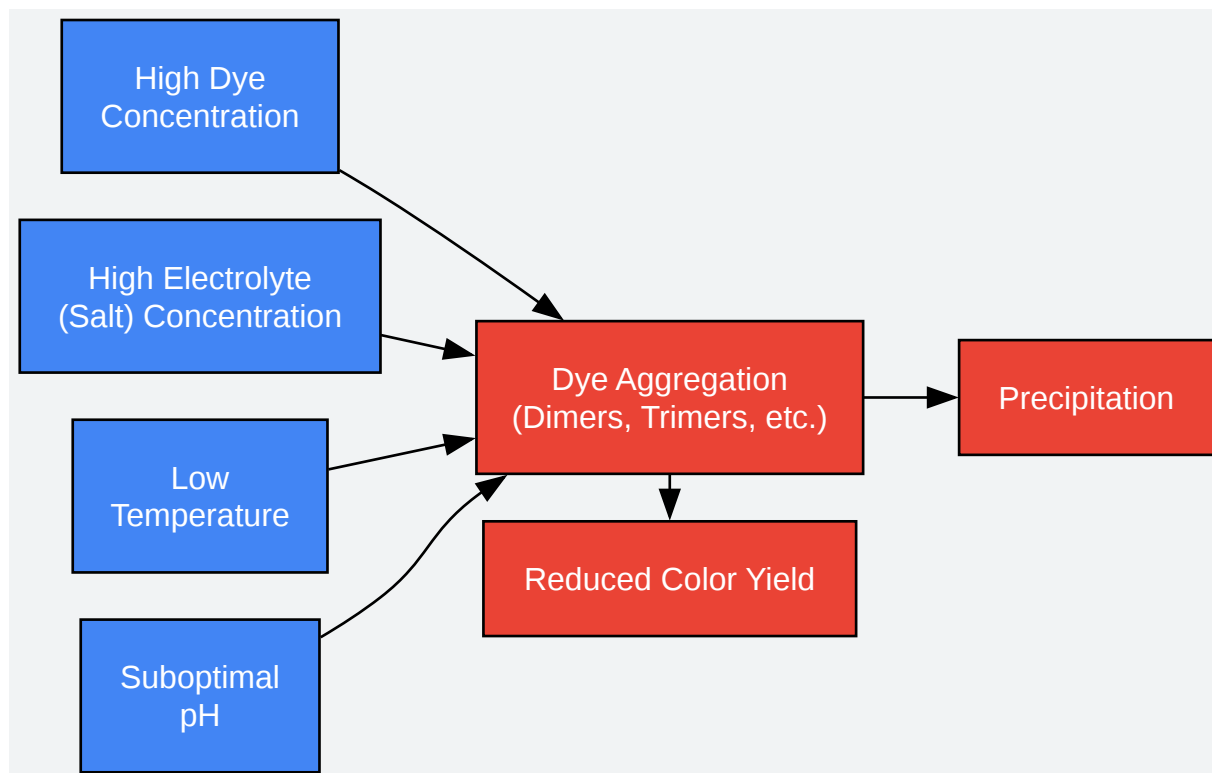 High Dye
Concentration
High Electrolyte
(Salt) Concentration
Low
Temperature
Suboptimal
pH
Dye Aggregation
(Dimers, Trimers, etc.)
Reduced Color Yield
Precipitation